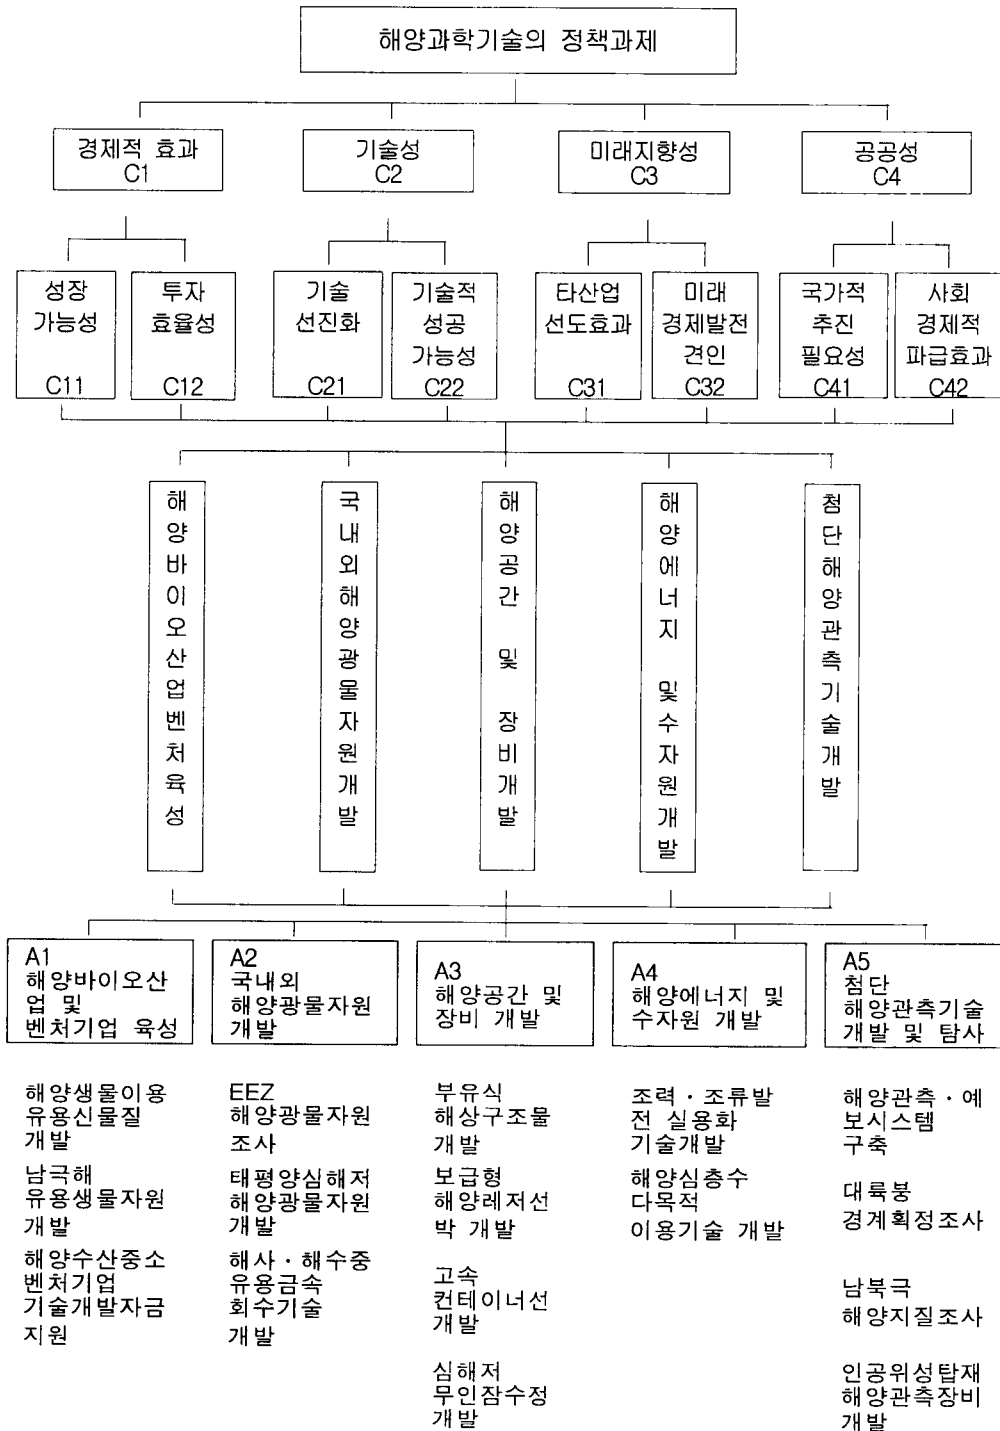 해양과학기술의 정책과제
경제적 효과
C1
기술성
C2
미래지향성
C3
공공성
C4
성장
가능성
C11
투자
효율성
C12
기술
선진화
C21
기술적
성공
가능성
C22
타산업
선도효과
C31
미래
경제발전
견인
C32
국가적
추진
필요성
C41
사회
경제적
파급효과
C42
해양바이오산업벤처육성
국내외해양광물자원개발
해양공간 및 장비개발
해양에너지 및수자원개발
첨단해양관측기술개발
A1
해양바이오산
업 및
벤처기업 육성
A2
국내외
해양광물자원
개발
A3
해양공간 및
장비 개발
A4
해양에너지 및
수자원 개발
A5
첨단
해양관측기술
개발 및 탐사
해양생물이용
유용신물질
개발
남극해
유용생물자원
개발
해양수산중소
벤처기업
기술개발자금
지원
EEZ
해양광물자원
조사
태평양심해저
해양광물자원
개발
해사·해수중
유용금속
회수기술
개발
부유식
해상구조물
개발
보급형
해양레저선
박 개발
고속
컨테이너선
개발
심해저
무인잠수정
개발
조력·조류발
전 실용화
기술개발
해양심층수
다목적
이용기술 개발
해양관측·예
보시스템
구축
대륙붕
경계획정조사
남북극
해양지질조사
인공위성탑재
해양관측장비
개발